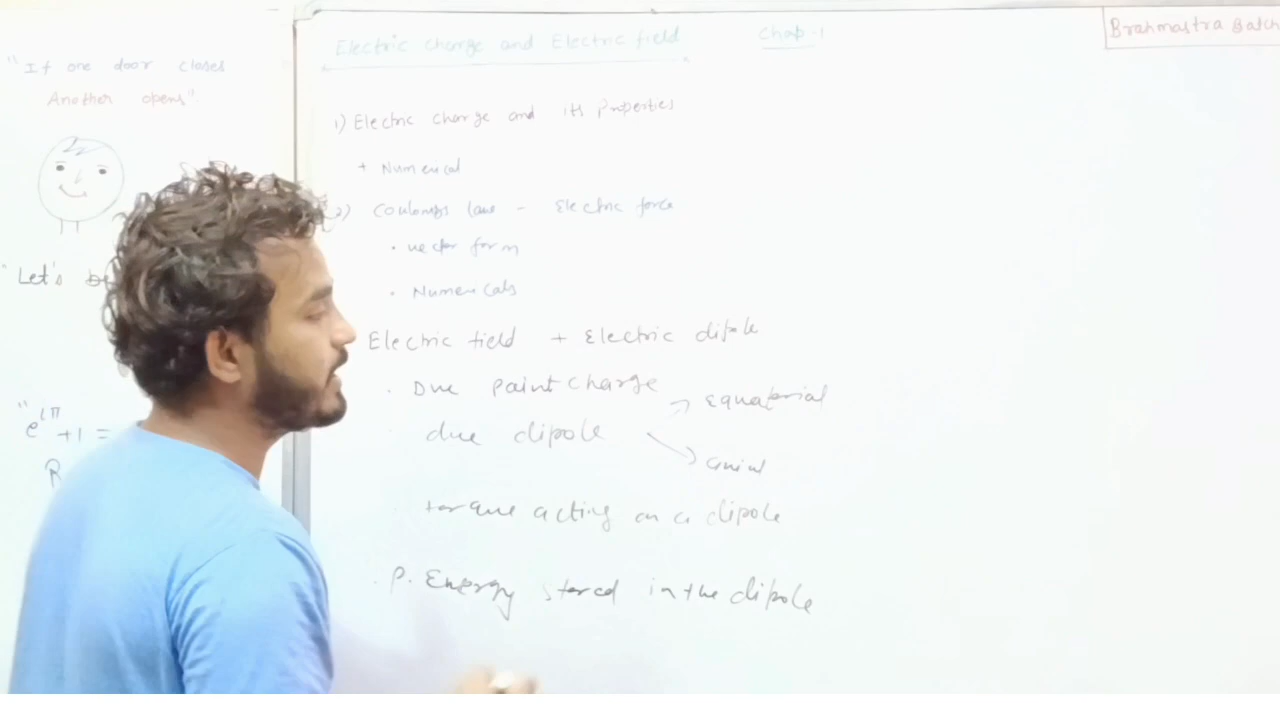 "If one door closes
Another opens".
"Let's be
"e^iπ +1 =
R
Electric charge and Electric field
Chap-1
Brahmastra Batch
1) Electric charge and its Properties
+ Numerical
2) Coulombs law - Electric force
• vector form
• Numericals
Electric field + Electric dipole
• Due paint charge
due dipole → equatorial
→ axial
torque acting on a dipole
• P. Energy stored in the dipole